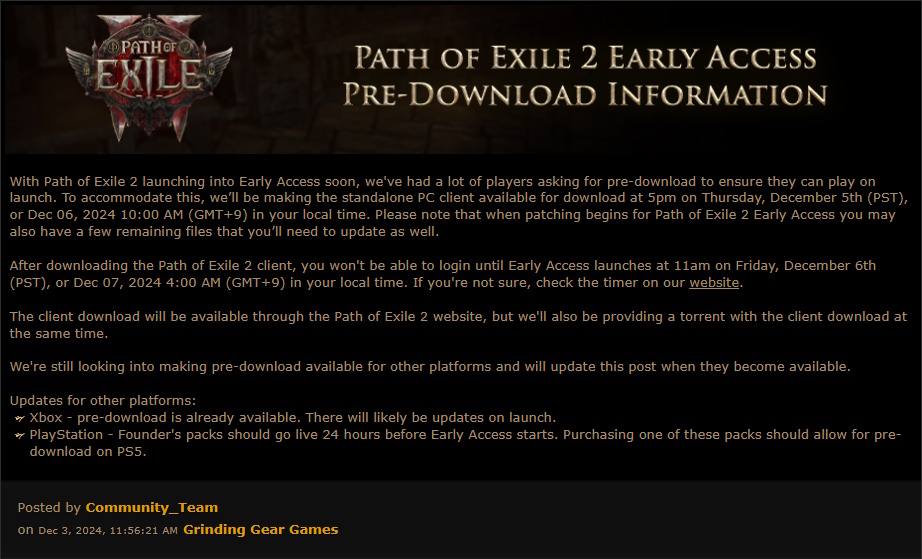 PATH OF
EXILE
II
PATH OF EXILE 2 EARLY ACCESS
PRE-DOWNLOAD INFORMATION
With Path of Exile 2 launching into Early Access soon, we've had a lot of players asking for pre-download to ensure they can play on
launch. To accommodate this, we’ll be making the standalone PC client available for download at 5pm on Thursday, December 5th (PST),
or Dec 06, 2024 10:00 AM (GMT+9) in your local time. Please note that when patching begins for Path of Exile 2 Early Access you may
also have a few remaining files that you’ll need to update as well.
After downloading the Path of Exile 2 client, you won't be able to login until Early Access launches at 11am on Friday, December 6th
(PST), or Dec 07, 2024 4:00 AM (GMT+9) in your local time. If you're not sure, check the timer on our website.
The client download will be available through the Path of Exile 2 website, but we'll also be providing a torrent with the client download at
the same time.
We're still looking into making pre-download available for other platforms and will update this post when they become available.
Updates for other platforms:
Xbox - pre-download is already available. There will likely be updates on launch.
PlayStation - Founder's packs should go live 24 hours before Early Access starts. Purchasing one of these packs should allow for pre-
download on PS5.
Posted by Community_Team
on Dec 3, 2024, 11:56:21 AM Grinding Gear Games